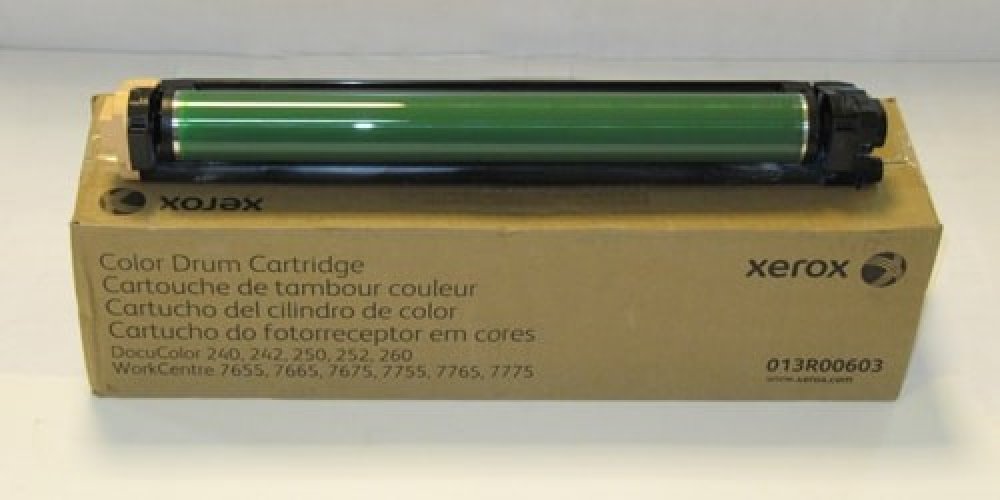 xerox
Color Drum Cartridge
Cartouche de tambour couleur
Cartucho del cilindro de color
Cartucho do fotorreceptor em cores
DocuColor 240, 242, 250, 252, 260
WorkCentre 7655, 7665, 7675, 7755, 7765, 7775
xerox
013R00603
www.xerox.com